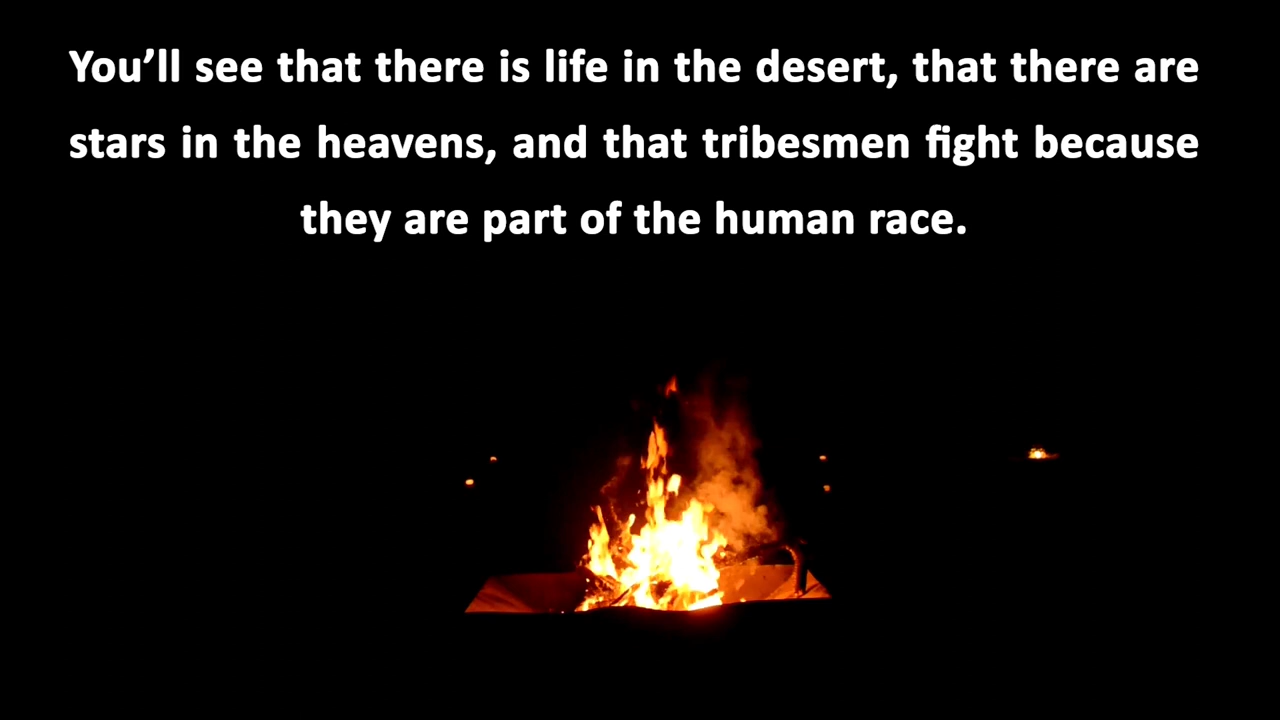 You’ll see that there is life in the desert, that there are
stars in the heavens, and that tribesmen fight because
they are part of the human race.